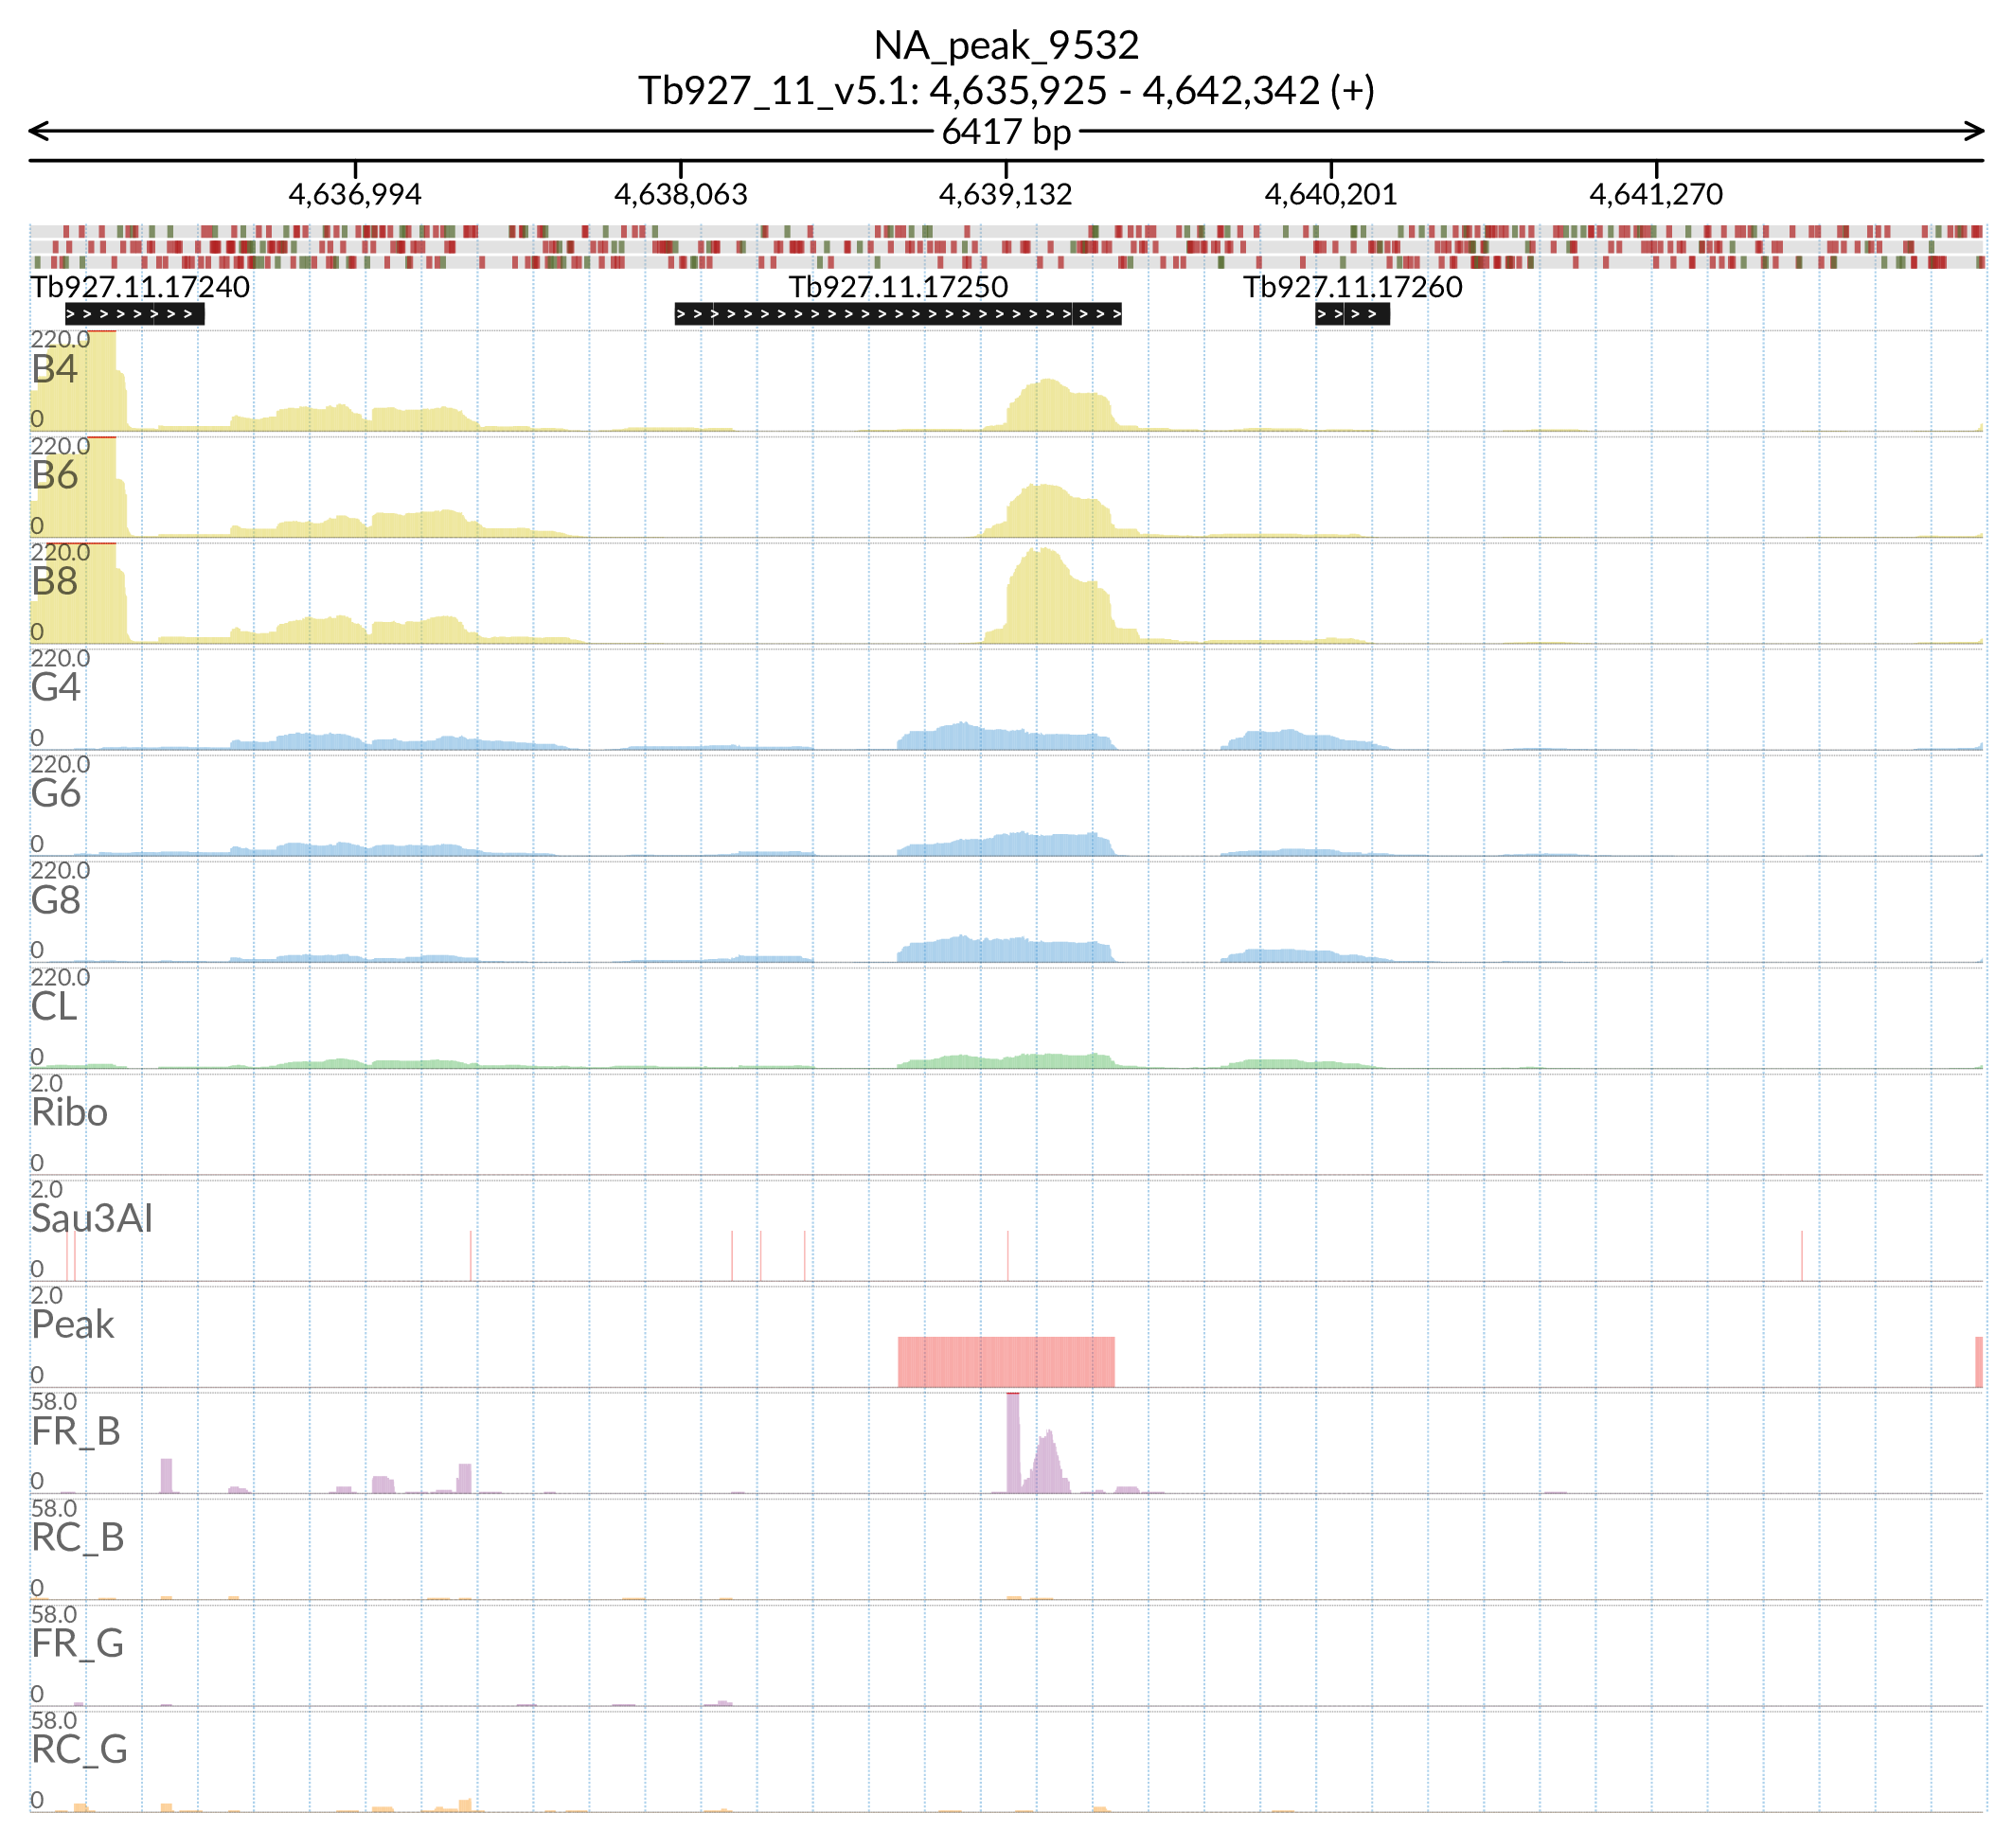 NA_peak_9532
Tb927_11_v5.1: 4,635,925 - 4,642,342 (+)
6417 bp
4,636,994 4,638,063 4,639,132 4,640,201 4,641,270
Tb927.11.17240 Tb927.11.17250 Tb927.11.17260
220.0
B4
0
220.0
B6
0
220.0
B8
0
220.0
G4
0
220.0
G6
0
220.0
G8
0
220.0
CL
0
2.0
Ribo
0
2.0
Sau3AI
0
2.0
Peak
0
58.0
FR_B
0
58.0
RC_B
0
58.0
FR_G
0
58.0
RC_G
0